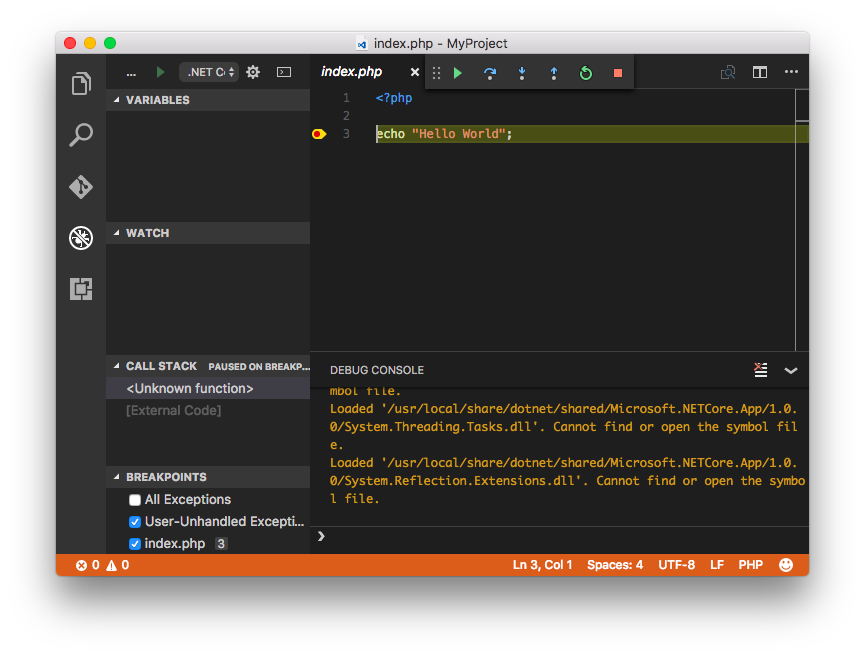 index.php - MyProject
... .NET C
VARIABLES
WATCH
CALL STACK PAUSED ON BREAKP...
<Unknown function>
[External Code]
BREAKPOINTS
All Exceptions
User-Unhandled Excepti...
index.php 3
index.php
1 <?php
2
3 echo "Hello World";
DEBUG CONSOLE
mbol file.
Loaded '/usr/local/share/dotnet/shared/Microsoft.NETCore.App/1.0.
0/System.Threading.Tasks.dll'. Cannot find or open the symbol fil
e.
Loaded '/usr/local/share/dotnet/shared/Microsoft.NETCore.App/1.0.
0/System.Reflection.Extensions.dll'. Cannot find or open the symbo
l file.
0 0 Ln 3, Col 1 Spaces: 4 UTF-8 LF PHP